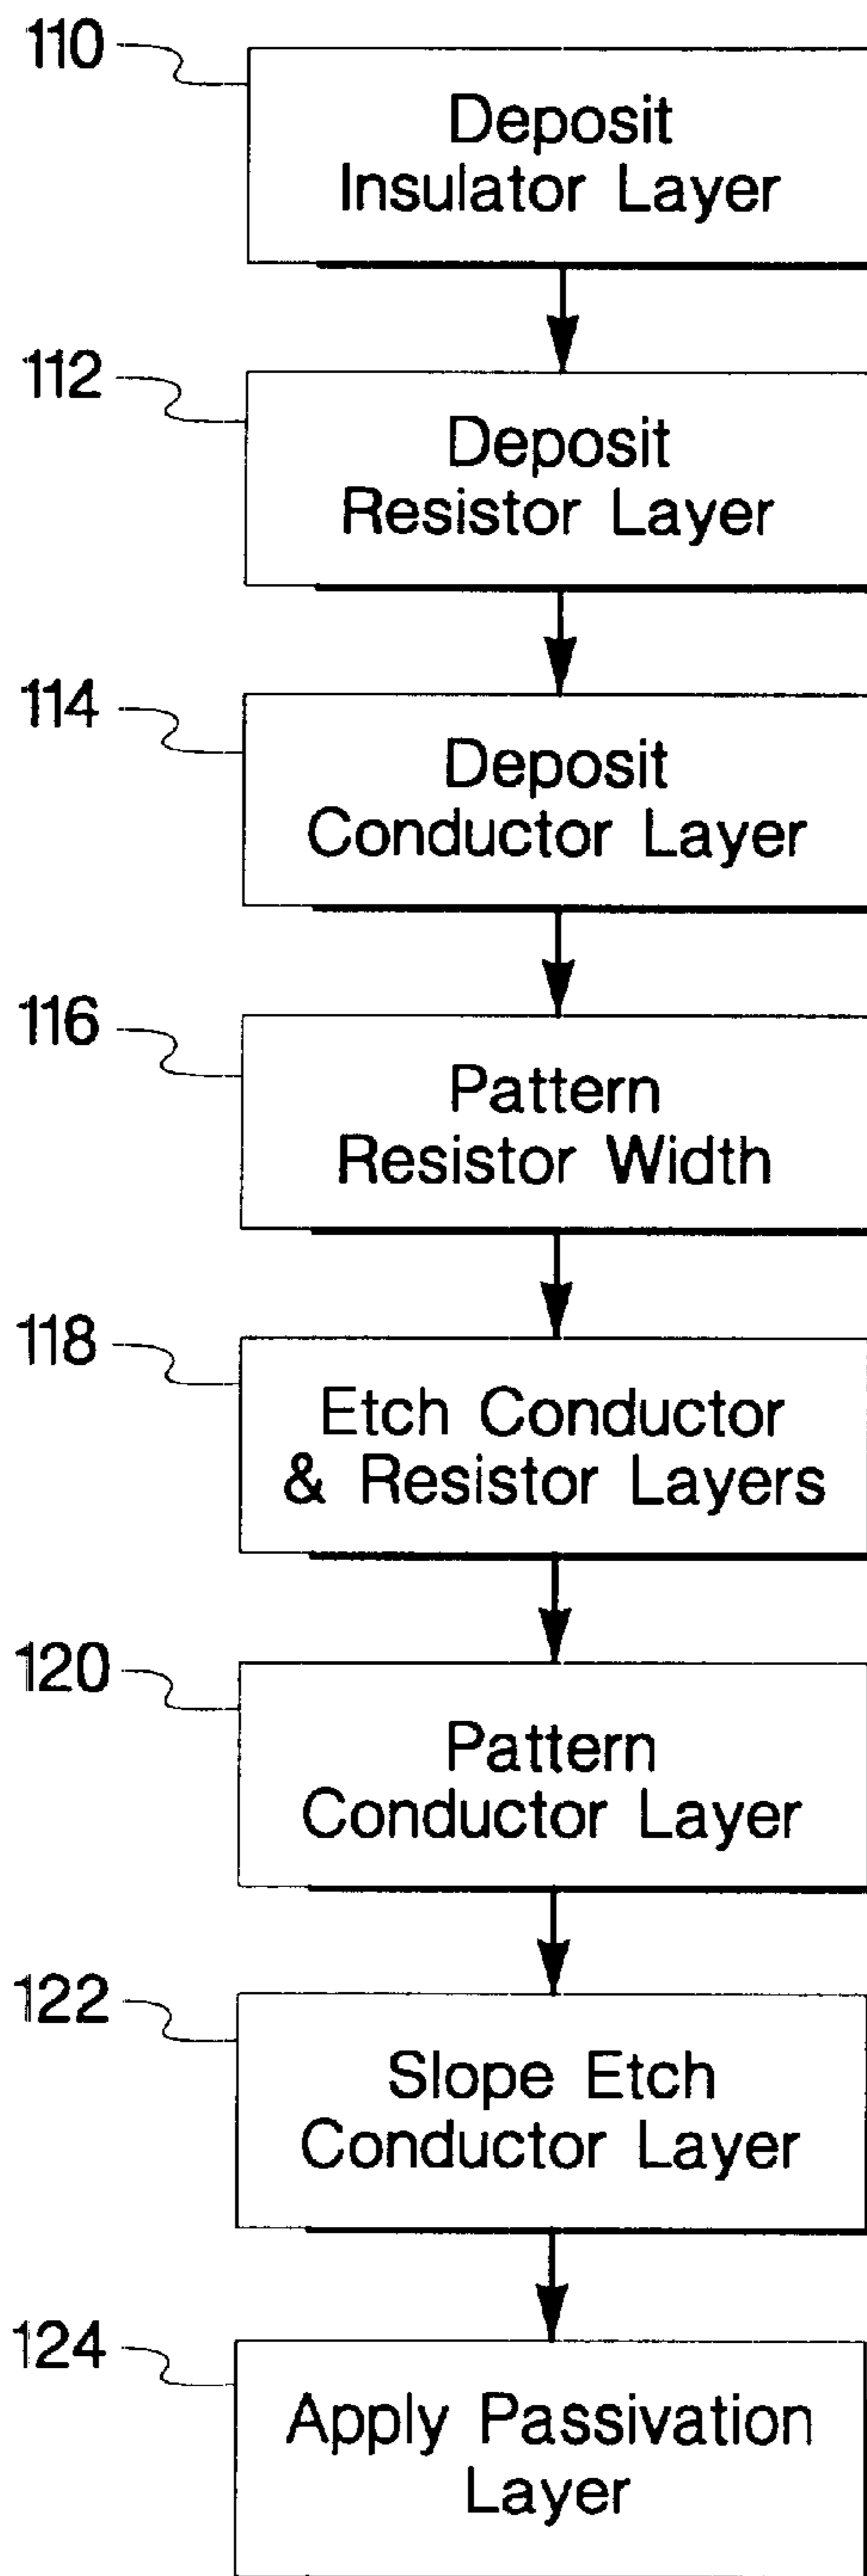 110
Deposit
Insulator Layer
112
Deposit
Resistor Layer
114
Deposit
Conductor Layer
116
Pattern
Resistor Width
118
Etch Conductor
& Resistor Layers
120
Pattern
Conductor Layer
122
Slope Etch
Conductor Layer
124
Apply Passivation
Layer